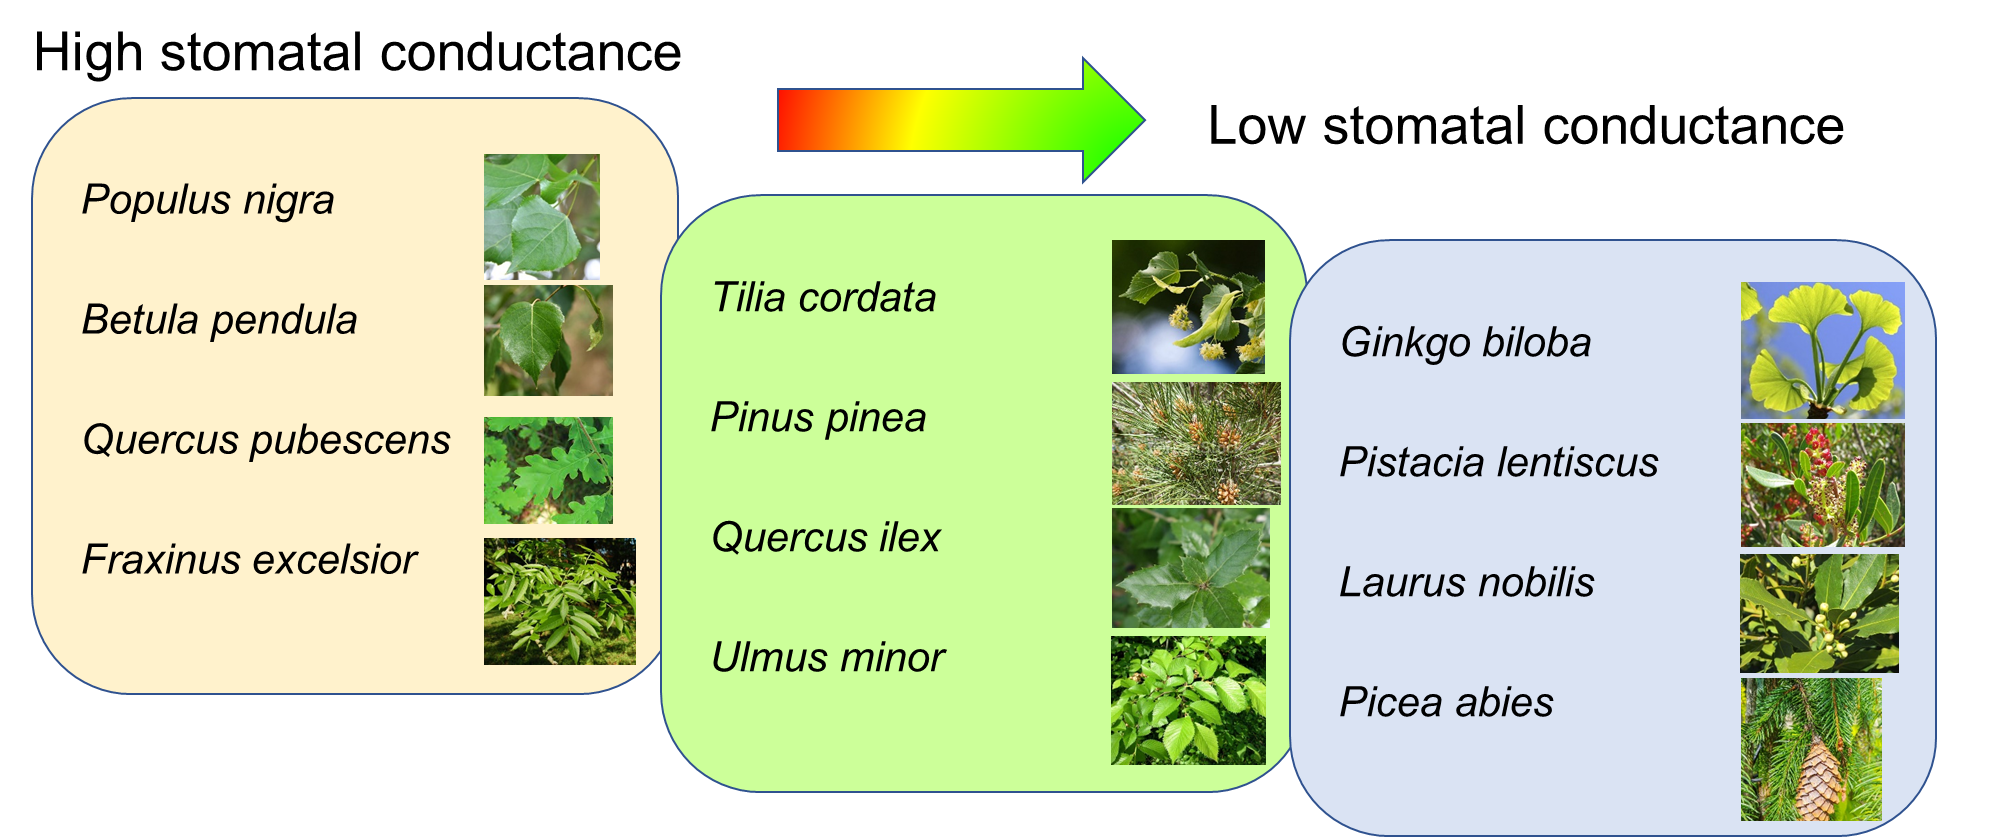 High stomatal conductance
Low stomatal conductance
Populus nigra
Betula pendula
Quercus pubescens
Fraxinus excelsior
Tilia cordata
Pinus pinea
Quercus ilex
Ulmus minor
Ginkgo biloba
Pistacia lentiscus
Laurus nobilis
Picea abies